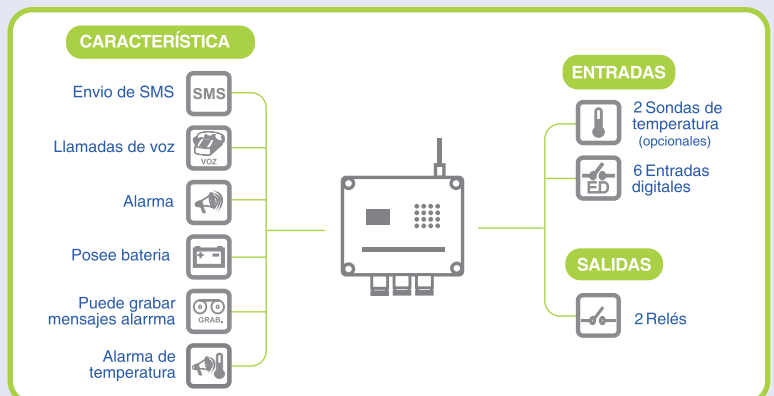 CARACTERÍSTICA
Envio de SMS
SMS
Llamadas de voz
VOZ
Alarma
Posee bateria
Puede grabar
mensajes alarrma
GRAB.
Alarma de
temperatura
ENTRADAS
2 Sondas de
temperatura
(opcionales)
ED
6 Entradas
digitales
SALIDAS
2 Relés